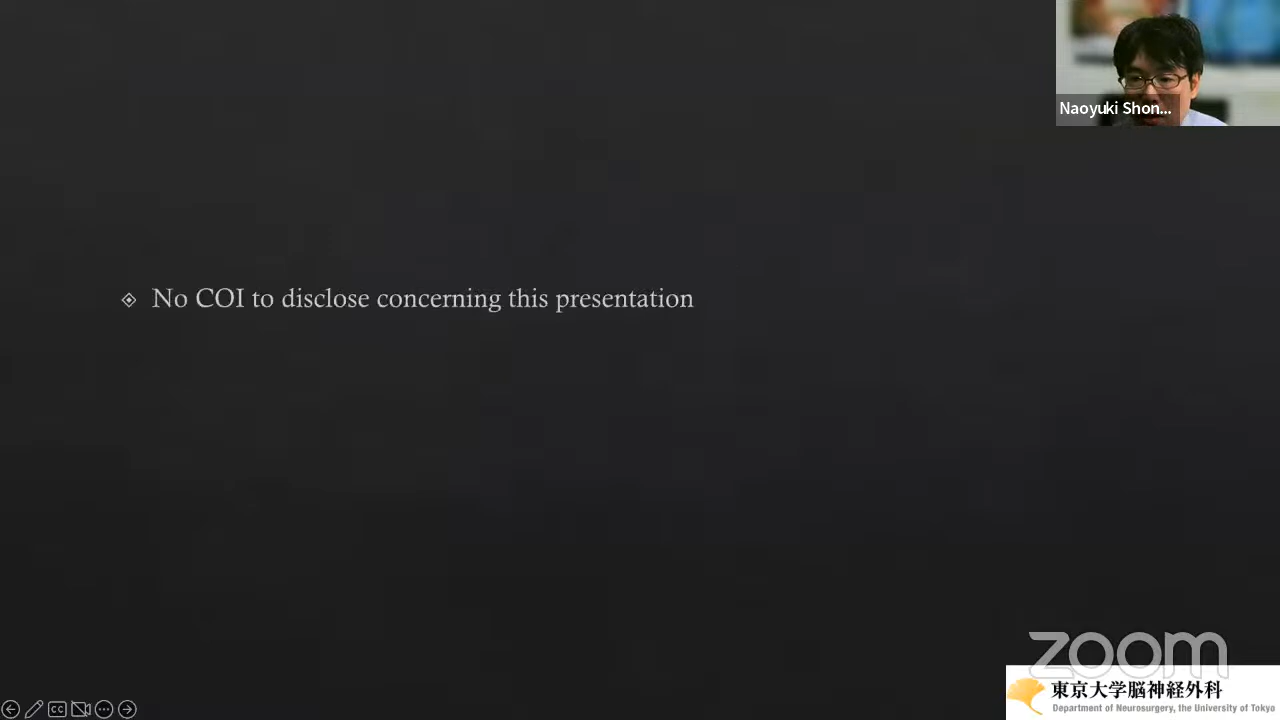 Naoyuki Shon...
No COI to disclose concerning this presentation
zoom
東京大学脳神経外科
Department of Neurosurgery, the University of Tokyo
CC